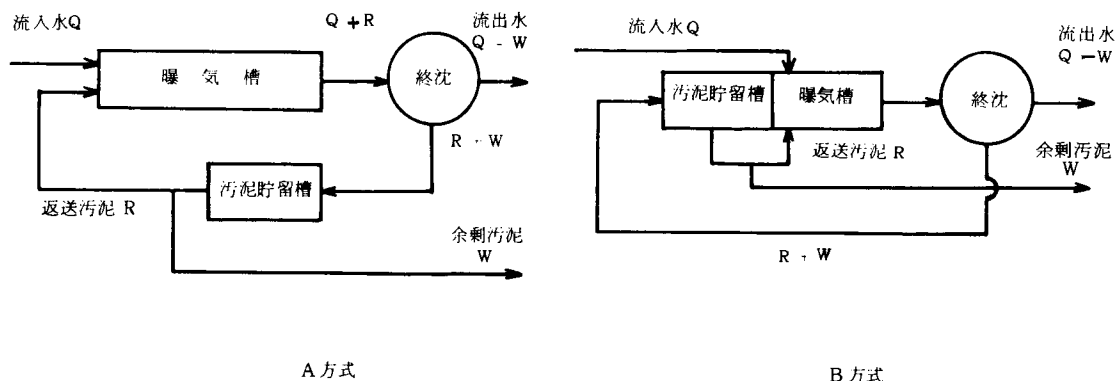 流入水Q
Q + R
流出水
Q - W
曝気槽
終沈
R + W
汚泥貯留槽
返送汚泥 R
余剰汚泥
W
A方式
流入水Q
流出水
Q - W
汚泥貯留槽
曝気槽
終沈
返送汚泥 R
余剰汚泥
W
R + W
B方式